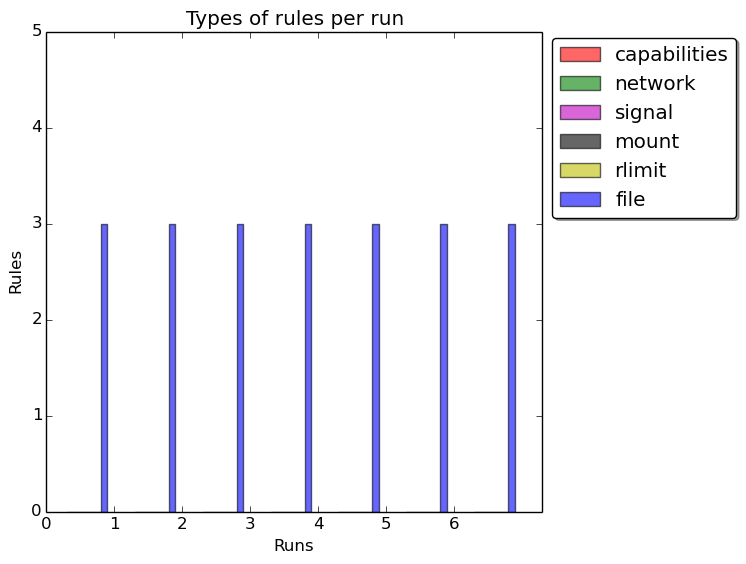 Types of rules per run
5
4
3
2
1
0
Rules
0 1 2 3 4 5 6
Runs
capabilities
network
signal
mount
rlimit
file